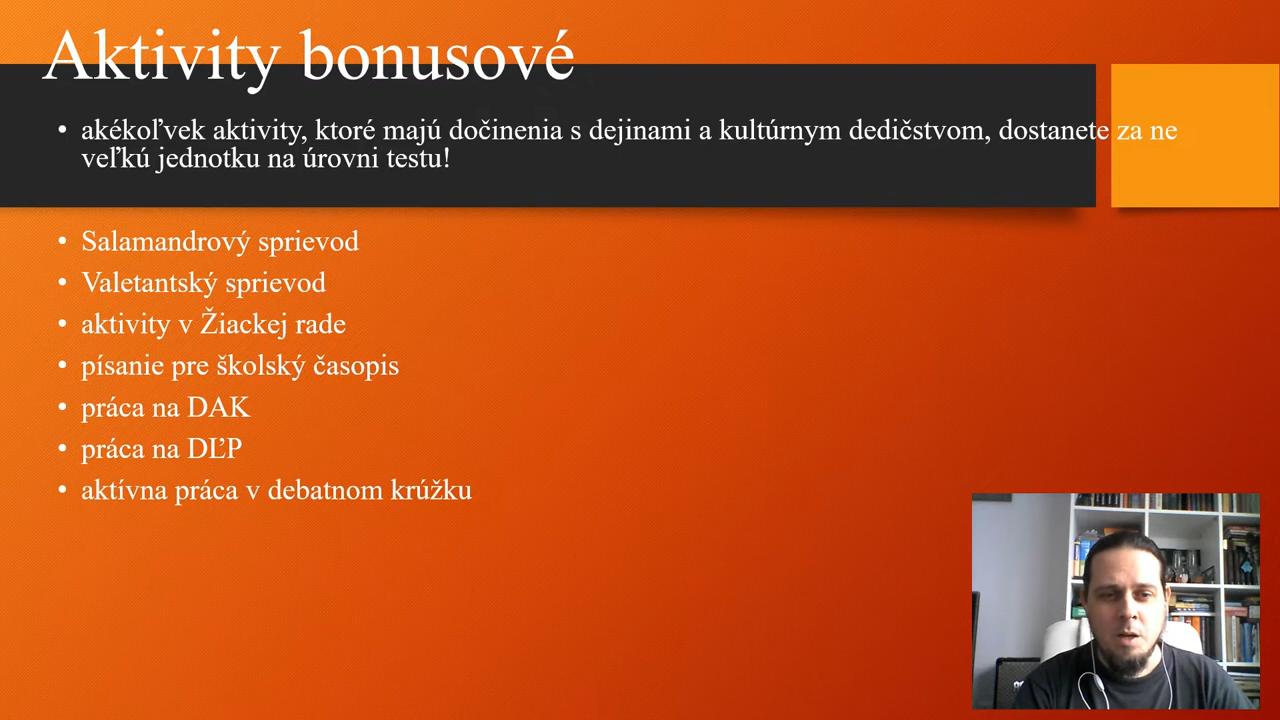 Aktivity bonusové
• akékoľvek aktivity, ktoré majú dočinenia s dejinami a kultúrnym dedičstvom, dostanete za ne
veľkú jednotku na úrovni testu!
• Salamandrový sprievod
• Valetantský sprievod
• aktivity v Žiackej rade
• písanie pre školský časopis
• práca na DAK
• práca na DĽP
• aktívna práca v debatnom krúžku